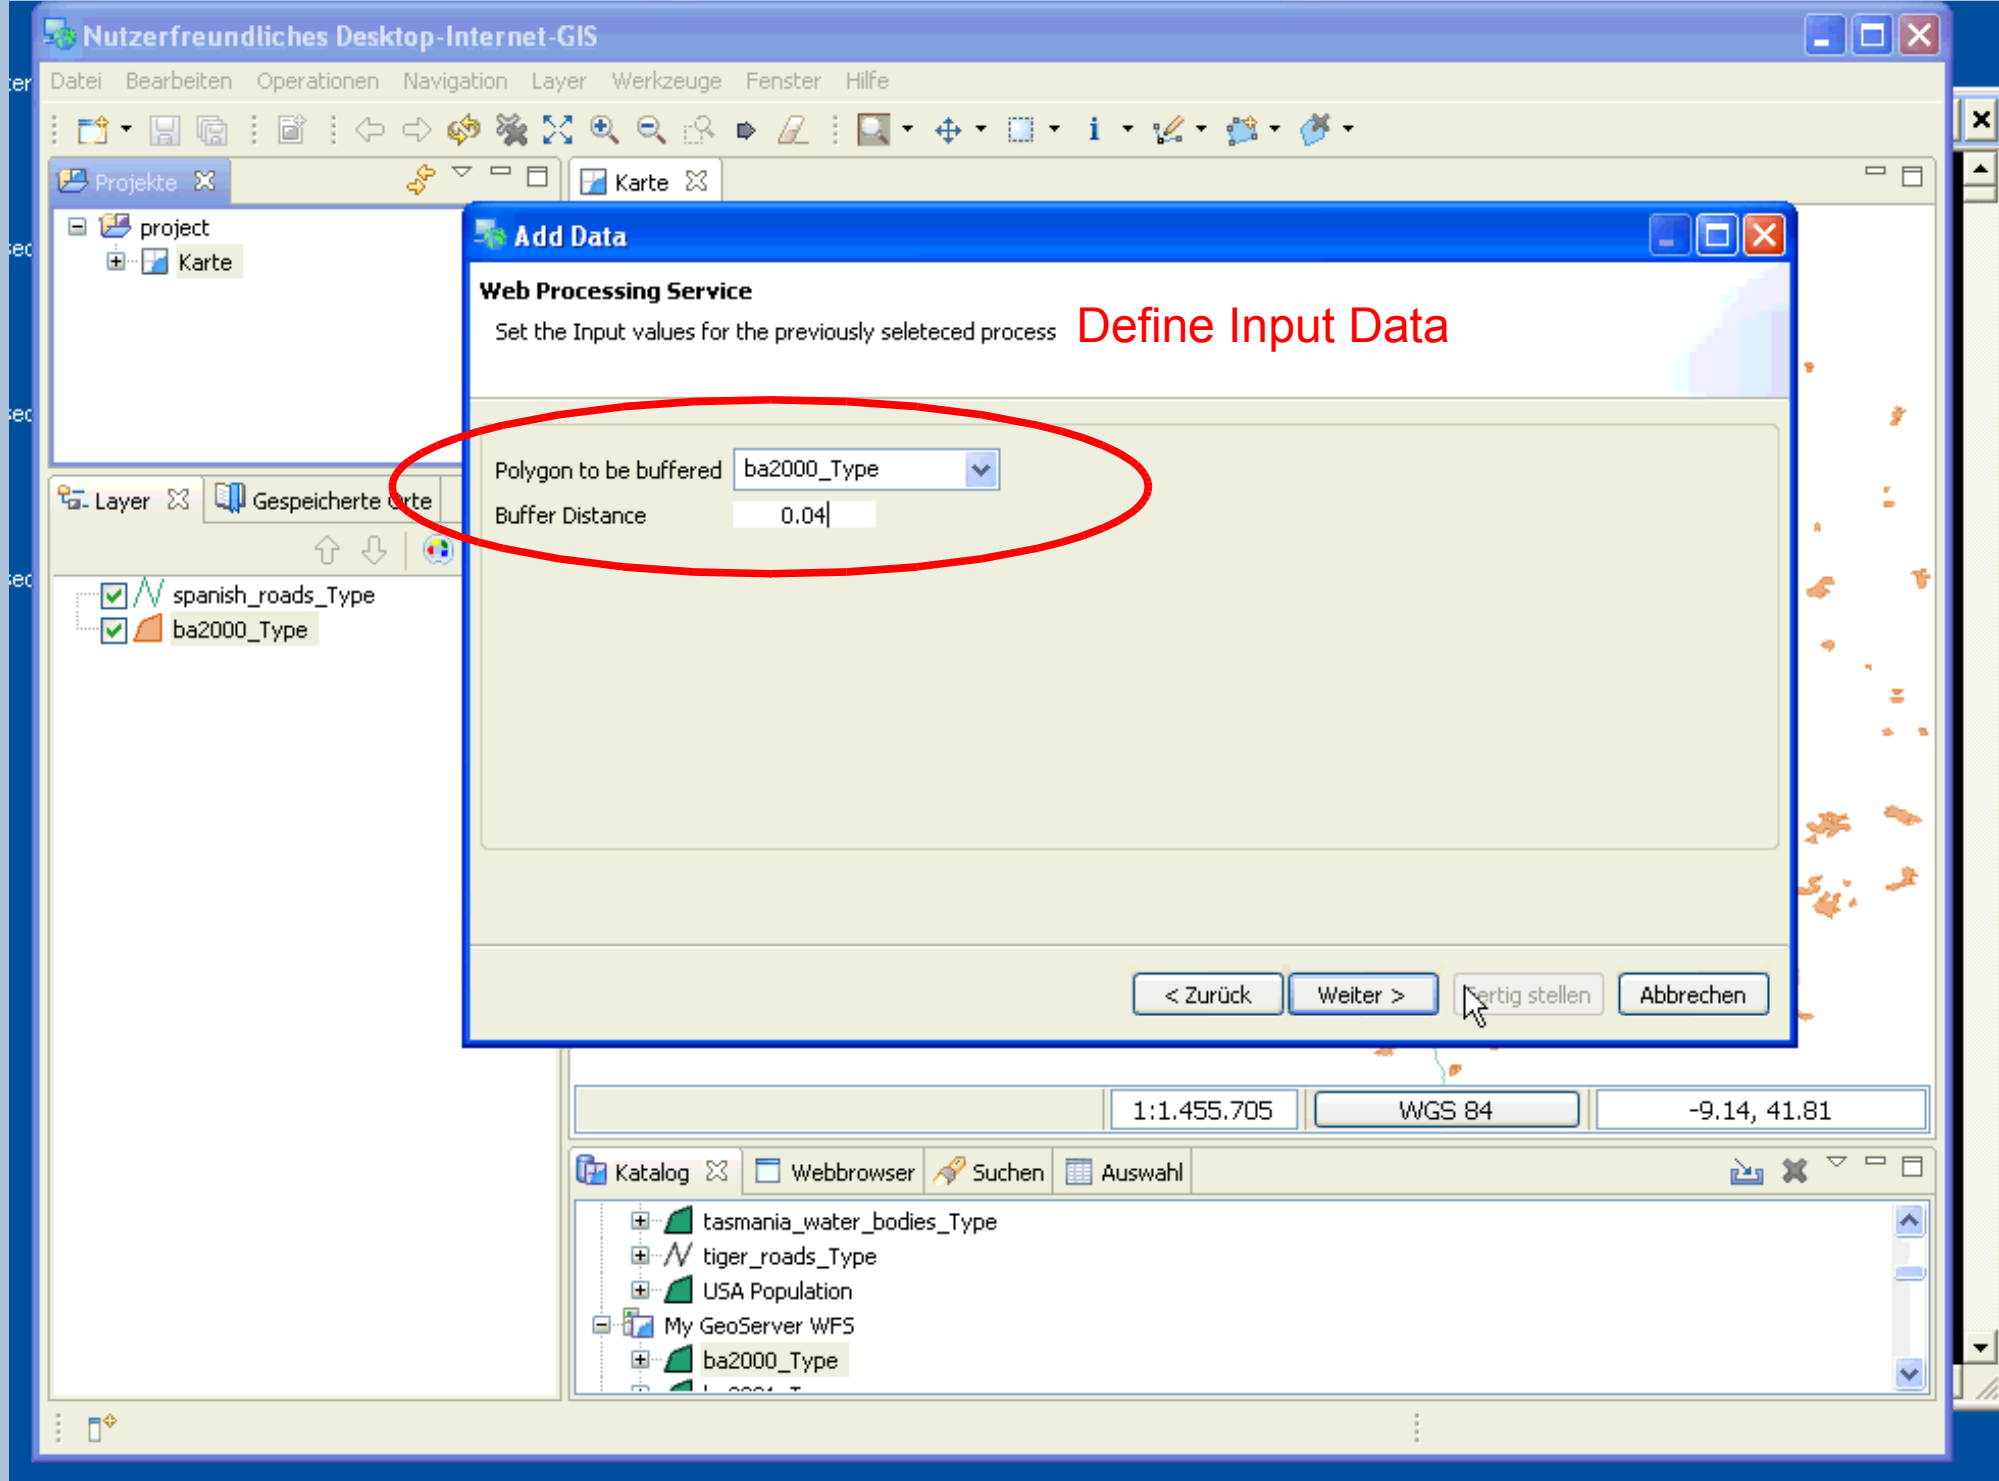 Nutzerfreundliches Desktop-Internet-GIS
Datei Bearbeiten Operationen Navigation Layer Werkzeuge Fenster Hilfe
Projekte
Karte
project
Karte
Add Data
Web Processing Service
Set the Input values for the previously seleteced process
Define Input Data
Polygon to be buffered ba2000_Type
Buffer Distance 0.04
Layer Gespeicherte Orte
spanish_roads_Type
ba2000_Type
< Zurück Weiter > Fertig stellen Abbrechen
1:1.455.705 WGS 84 -9.14, 41.81
Katalog Webbrowser Suchen Auswahl
tasmania_water_bodies_Type
tiger_roads_Type
USA Population
My GeoServer WFS
ba2000_Type